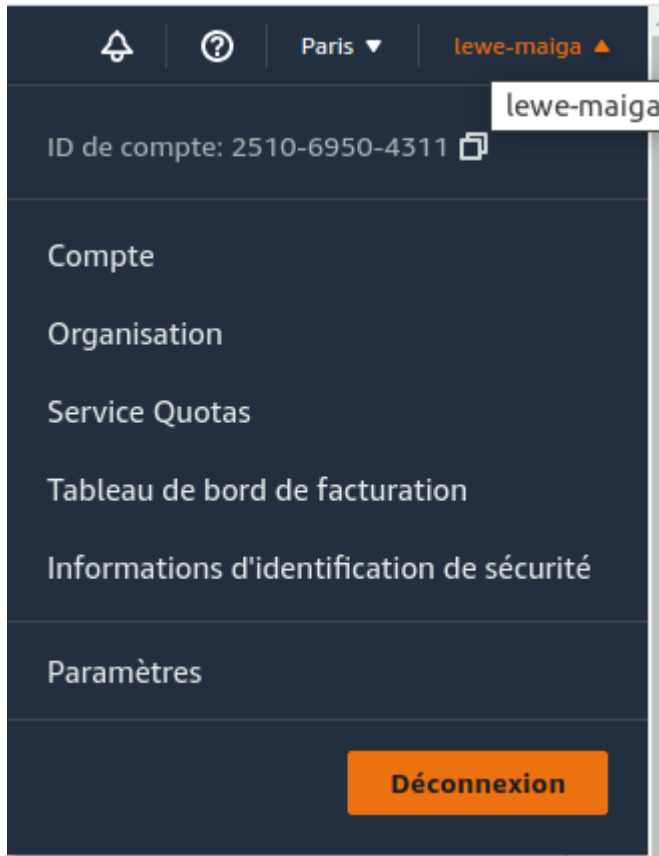 Paris ▼ lewe-maiga ▲
lewe-maiga
ID de compte: 2510-6950-4311
Compte
Organisation
Service Quotas
Tableau de bord de facturation
Informations d'identification de sécurité
Paramètres
Déconnexion